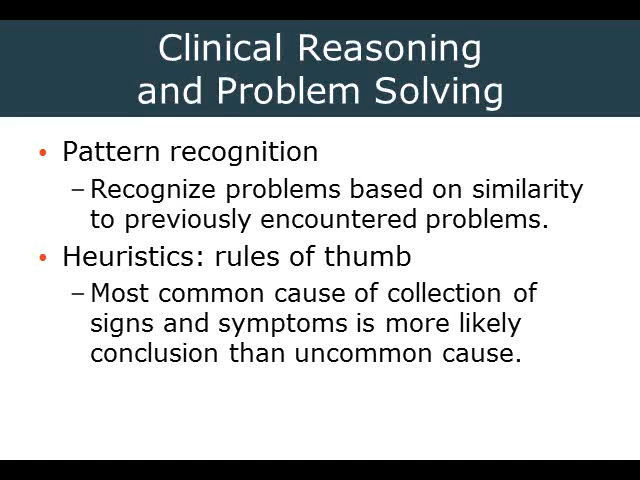 Clinical Reasoning
and Problem Solving
• Pattern recognition
– Recognize problems based on similarity
to previously encountered problems.
• Heuristics: rules of thumb
– Most common cause of collection of
signs and symptoms is more likely
conclusion than uncommon cause.